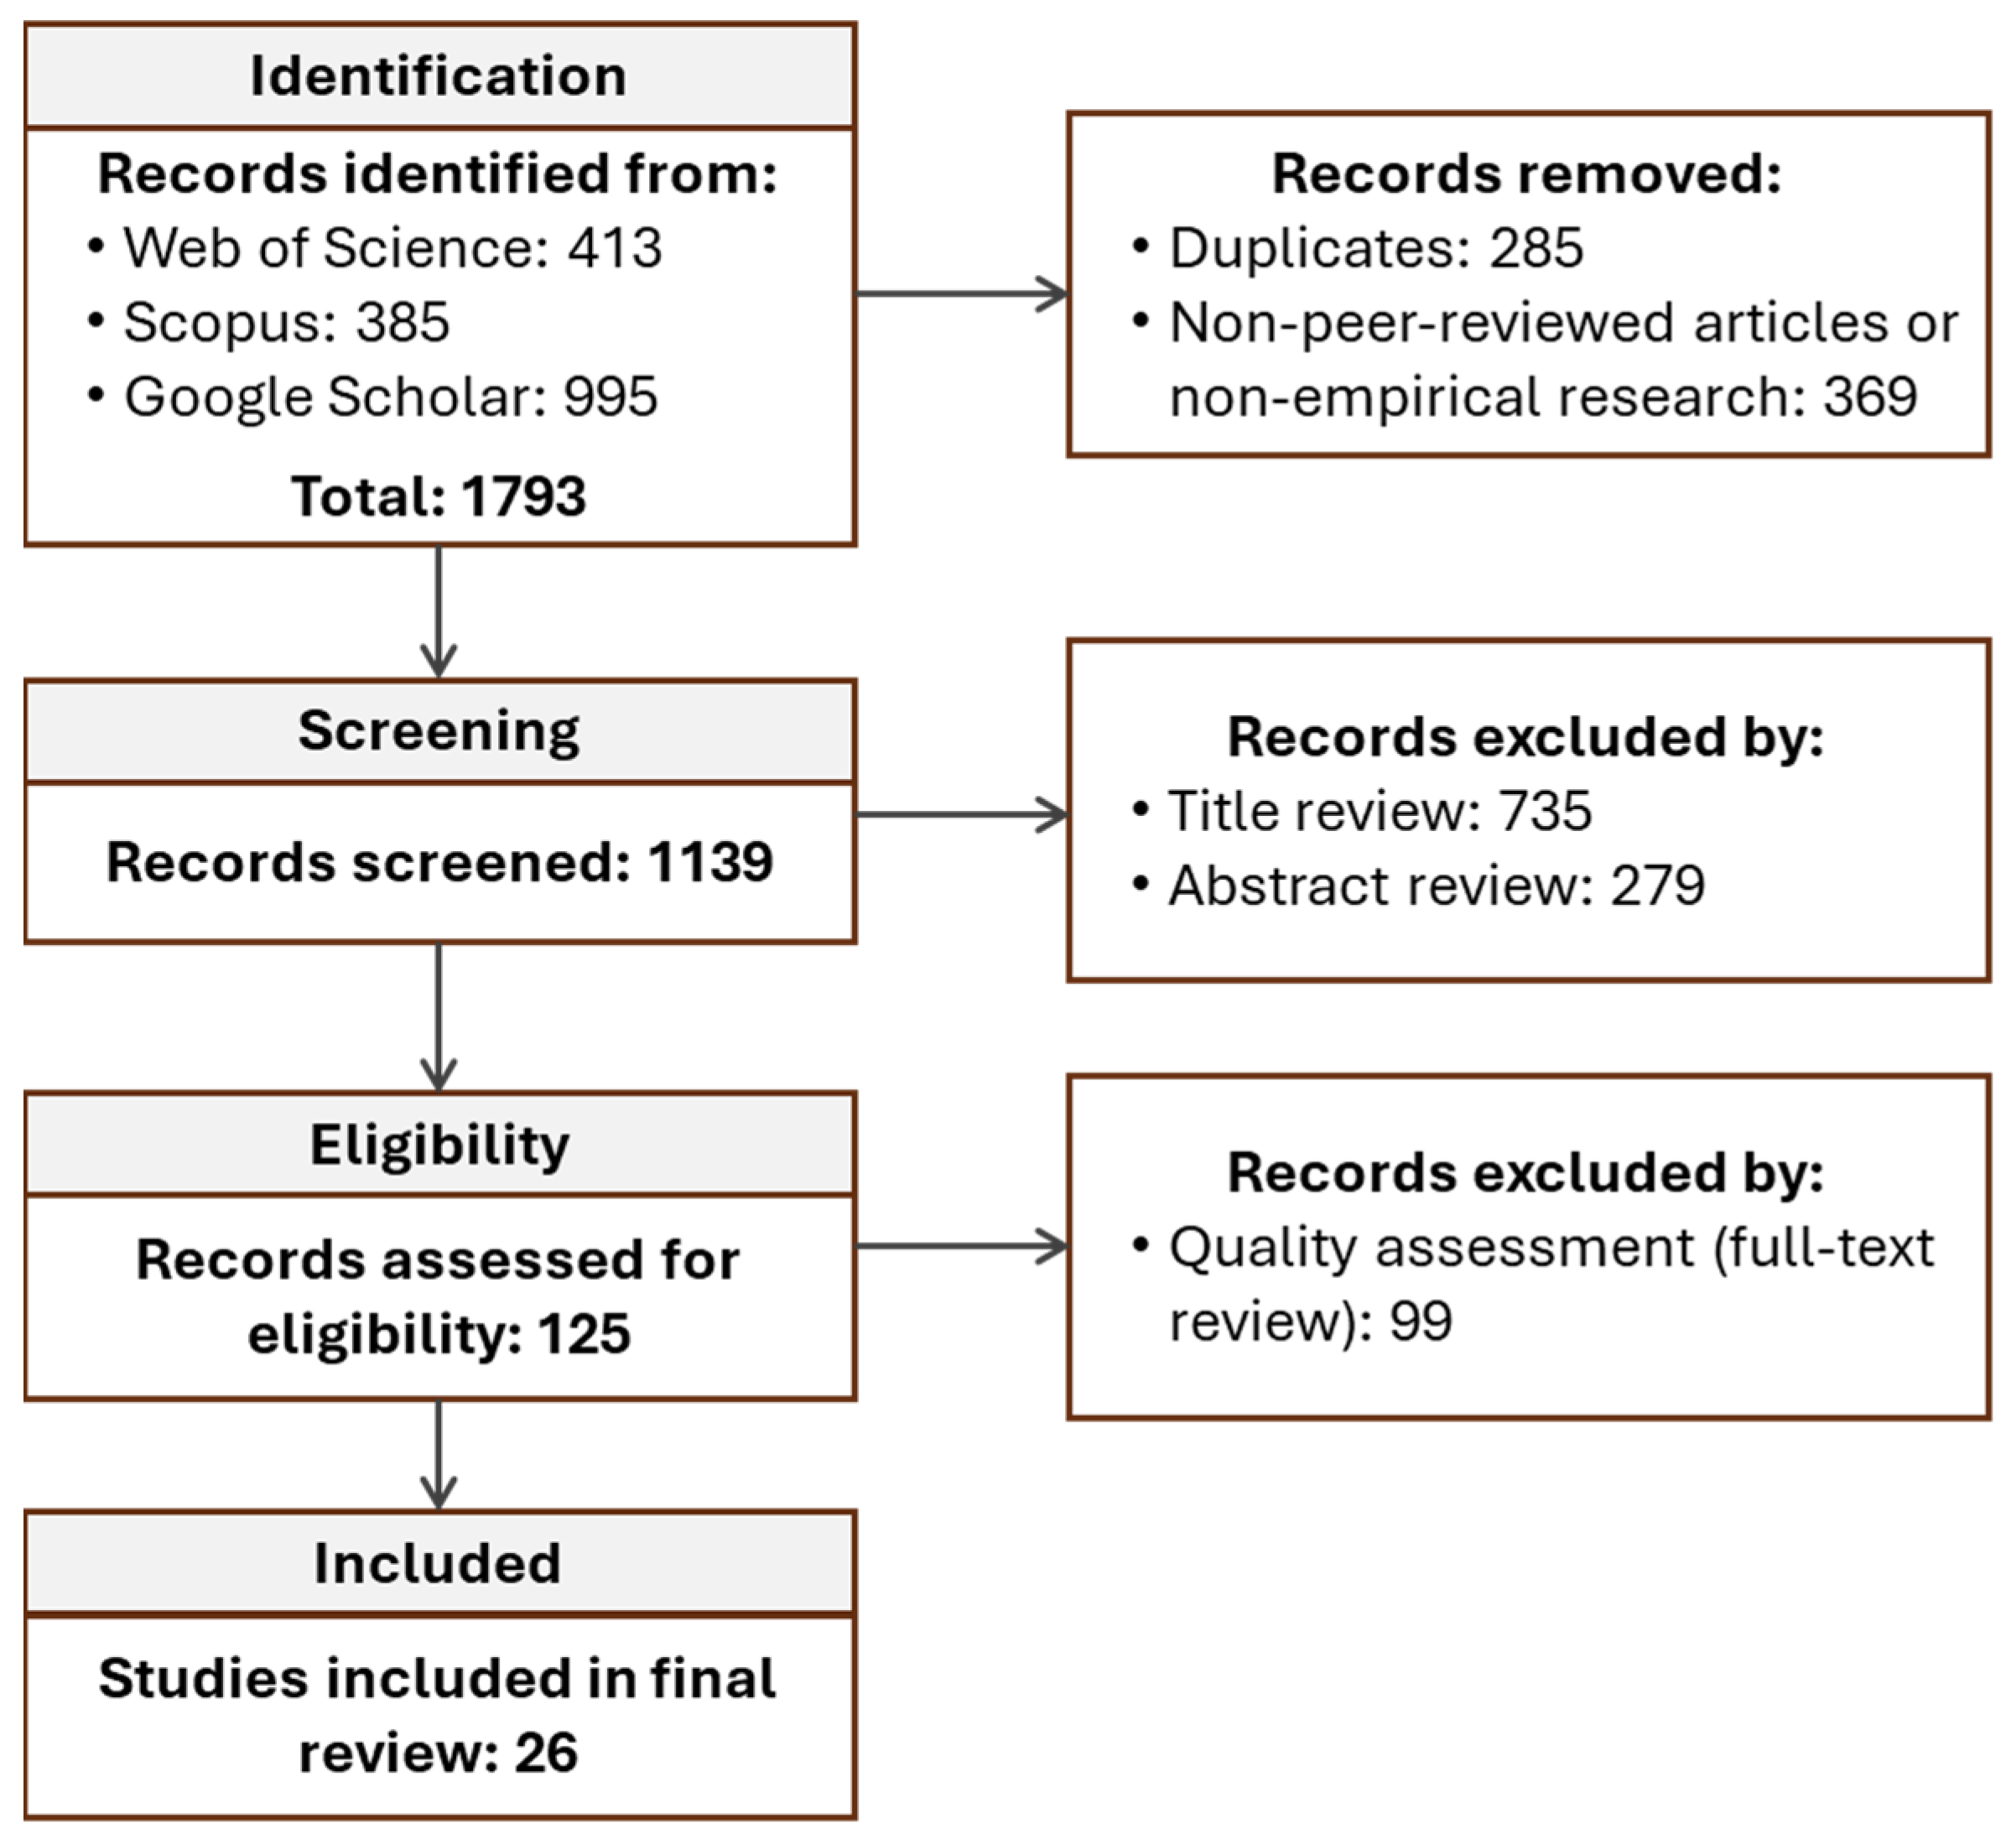 Identification
Records identified from:
• Web of Science: 413
• Scopus: 385
• Google Scholar: 995
Total: 1793
Records removed:
• Duplicates: 285
• Non-peer-reviewed articles or
non-empirical research: 369
Screening
Records screened: 1139
Records excluded by:
• Title review: 735
• Abstract review: 279
Eligibility
Records assessed for
eligibility: 125
Records excluded by:
• Quality assessment (full-text
review): 99
Included
Studies included in final
review: 26